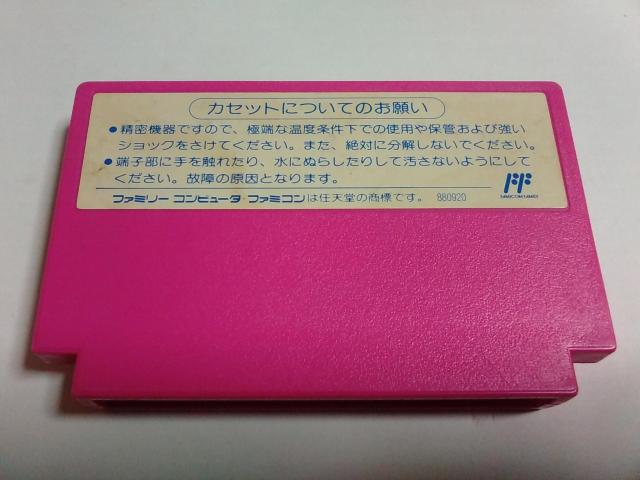 カセットについてのお願い
●精密機器ですので、極端な温度条件下での使用や保管および強い
ショックをさけてください。また、絶対に分解しないでください。
●端子部に手を触れたり、水にぬらしたりして汚さないようにして
ください。故障の原因となります。
ファミリー コンピュータ・ファミコンは任天堂の商標です。 880920
FAMICOM FAMILY